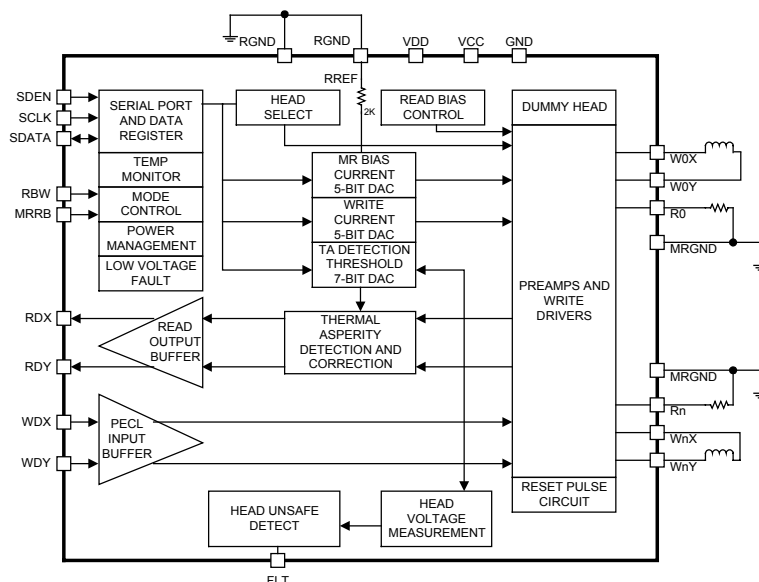 RGND
RGND
VDD
VCC
GND
RREF
2K
SDEN
SCLK
SDATA
SERIAL PORT
AND DATA
REGISTER
HEAD
SELECT
READ BIAS
CONTROL
DUMMY HEAD
TEMP
MONITOR
MODE
CONTROL
POWER
MANAGEMENT
LOW VOLTAGE
FAULT
RBW
MRRB
MR BIAS
CURRENT
5-BIT DAC
WRITE
CURRENT
5-BIT DAC
TA DETECTION
THRESHOLD
7-BIT DAC
W0X
W0Y
R0
MRGND
PREAMPS AND
WRITE
DRIVERS
RDX
RDY
READ
OUTPUT
BUFFER
THERMAL
ASPERITY
DETECTION AND
CORRECTION
MRGND
Rn
WnX
WnY
WDX
WDY
PECL
INPUT
BUFFER
RESET PULSE
CIRCUIT
HEAD UNSAFE
DETECT
HEAD
VOLTAGE
MEASUREMENT
FLT